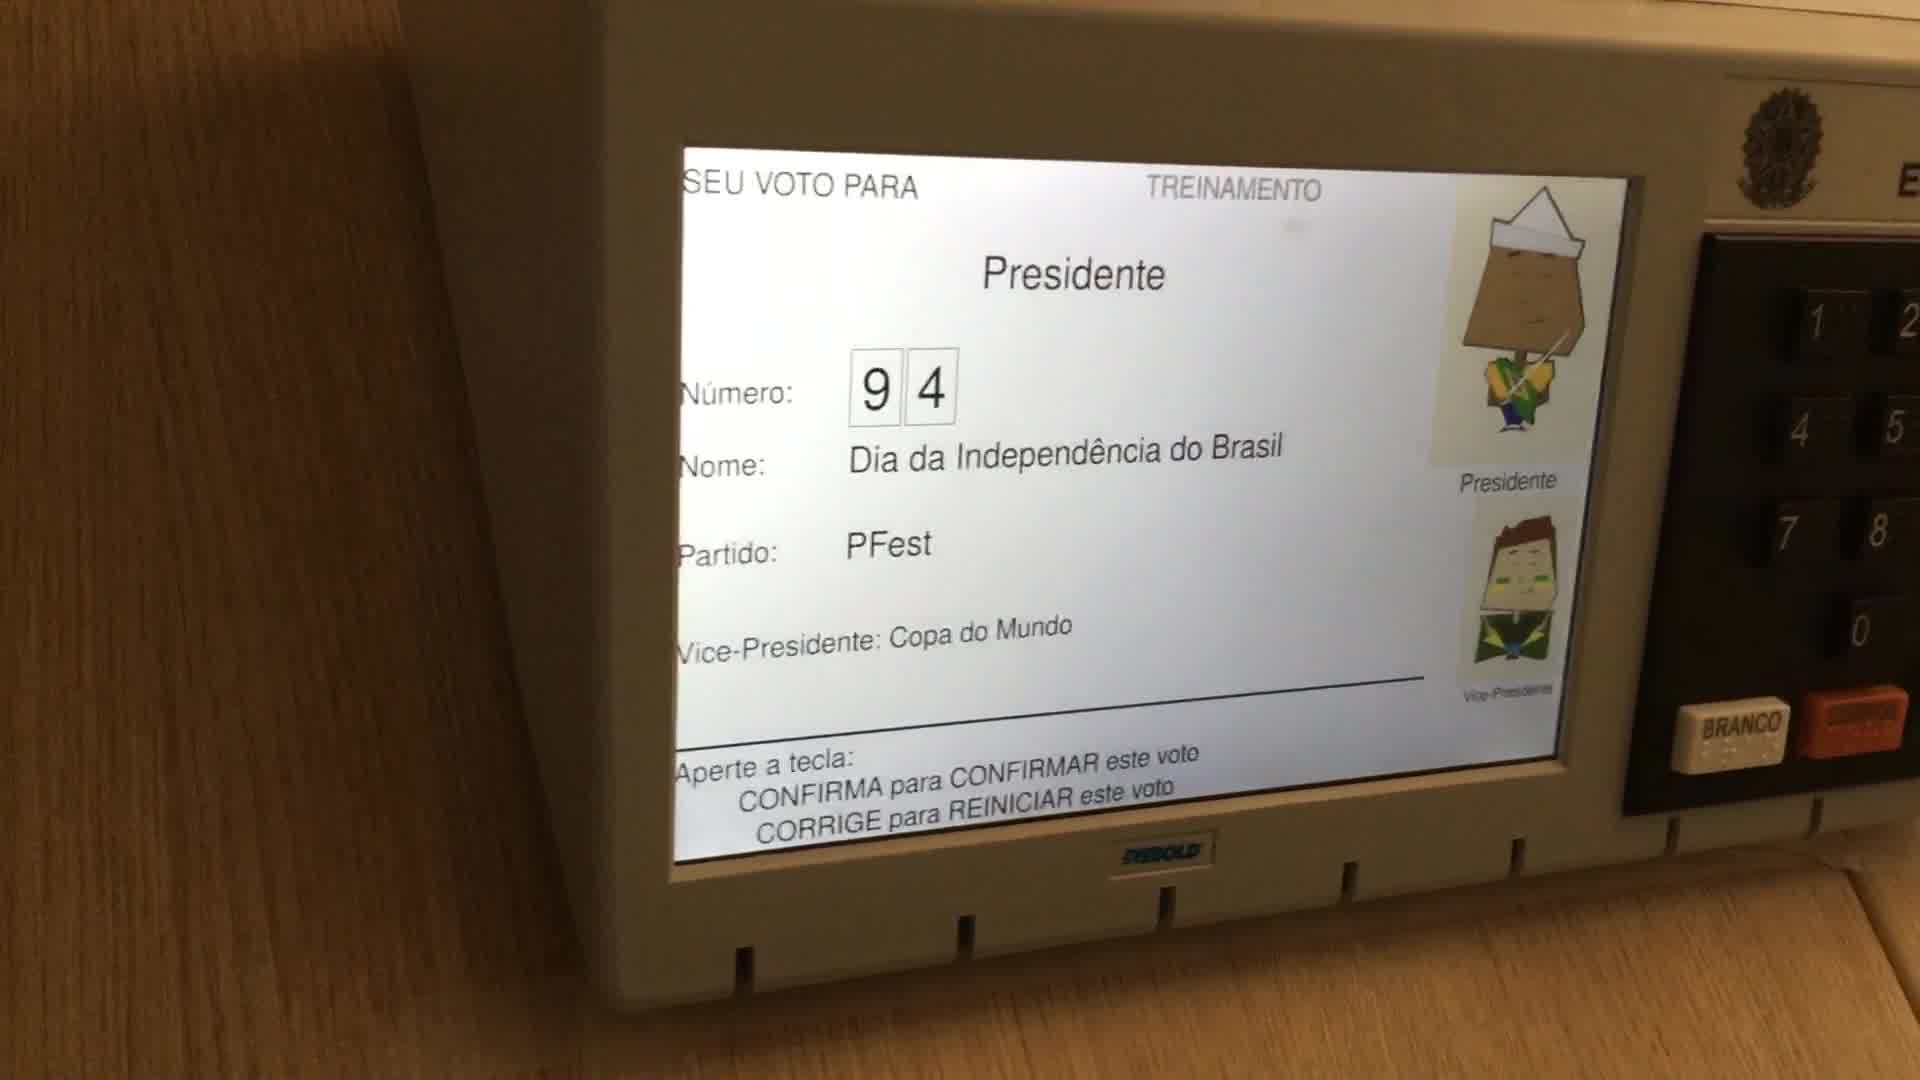 SEU VOTO PARA
TREINAMENTO
Presidente
Número: 9 4
Nome: Dia da Independência do Brasil
Partido: PFest
Vice-Presidente: Copa do Mundo
Presidente
Vice-Presidente
Aperte a tecla:
CONFIRMA para CONFIRMAR este voto
CORRIGE para REINICIAR este voto
DIEBOLD
1 2
4 5
7 8
0
BRANCO